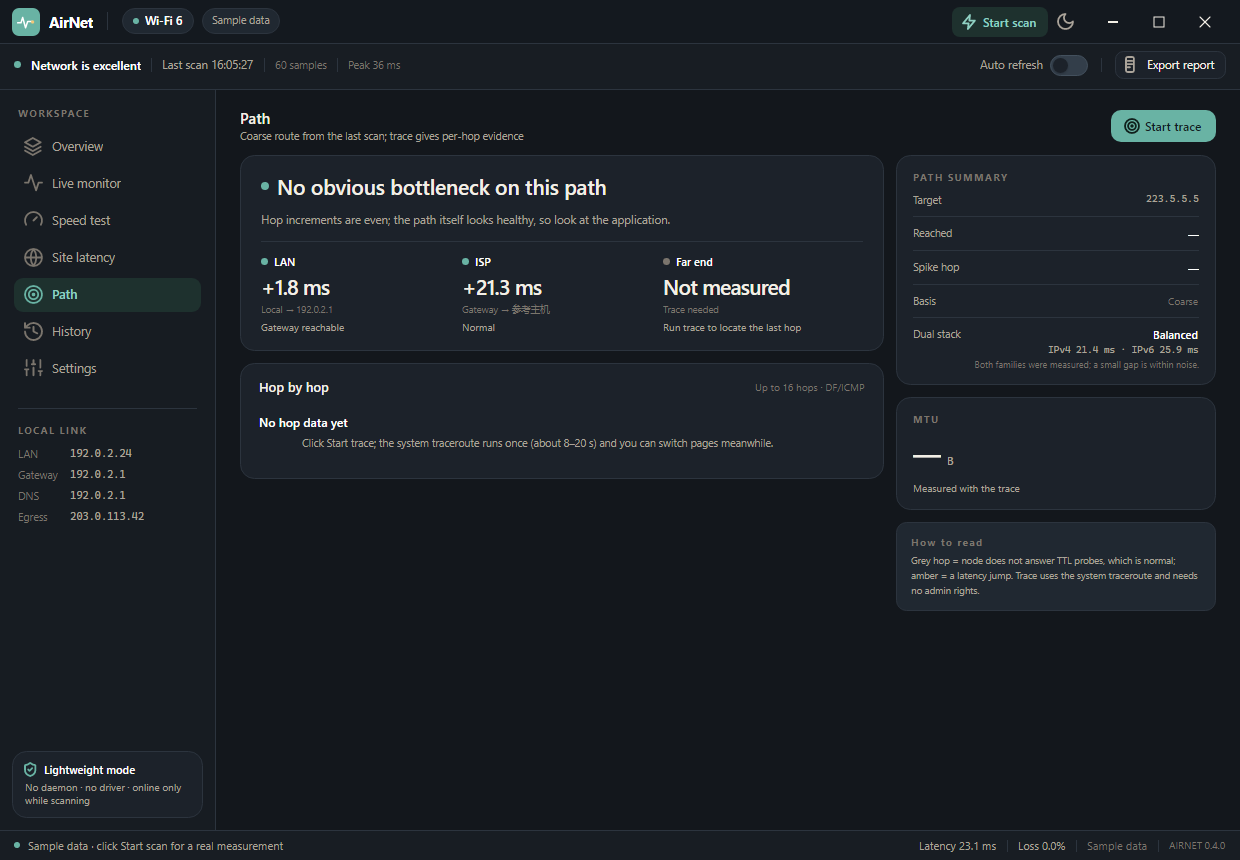 AirNet
Wi-Fi 6
Sample data
Start scan
Network is excellent
Last scan 16:05:27
60 samples
Peak 36 ms
Auto refresh
Export report
WORKSPACE
Overview
Live monitor
Speed test
Site latency
Path
History
Settings
LOCAL LINK
LAN 192.0.2.24
Gateway 192.0.2.1
DNS 192.0.2.1
Egress 203.0.113.42
Lightweight mode
No daemon · no driver · online only
while scanning
Path
Coarse route from the last scan; trace gives per-hop evidence
Start trace
No obvious bottleneck on this path
Hop increments are even; the path itself looks healthy, so look at the application.
LAN
+1.8 ms
Local → 192.0.2.1
Gateway reachable
ISP
+21.3 ms
Gateway → 参考主机
Normal
Far end
Not measured
Trace needed
Run trace to locate the last hop
Hop by hop
Up to 16 hops · DF/ICMP
No hop data yet
Click Start trace; the system traceroute runs once (about 8–20 s) and you can switch pages meanwhile.
PATH SUMMARY
Target 223.5.5.5
Reached —
Spike hop —
Basis Coarse
Dual stack Balanced
IPv4 21.4 ms · IPv6 25.9 ms
Both families were measured; a small gap is within noise.
MTU
— B
Measured with the trace
How to read
Grey hop = node does not answer TTL probes, which is normal;
amber = a latency jump. Trace uses the system traceroute and needs
no admin rights.
Sample data · click Start scan for a real measurement
Latency 23.1 ms
Loss 0.0%
Sample data
AIRNET 0.4.0